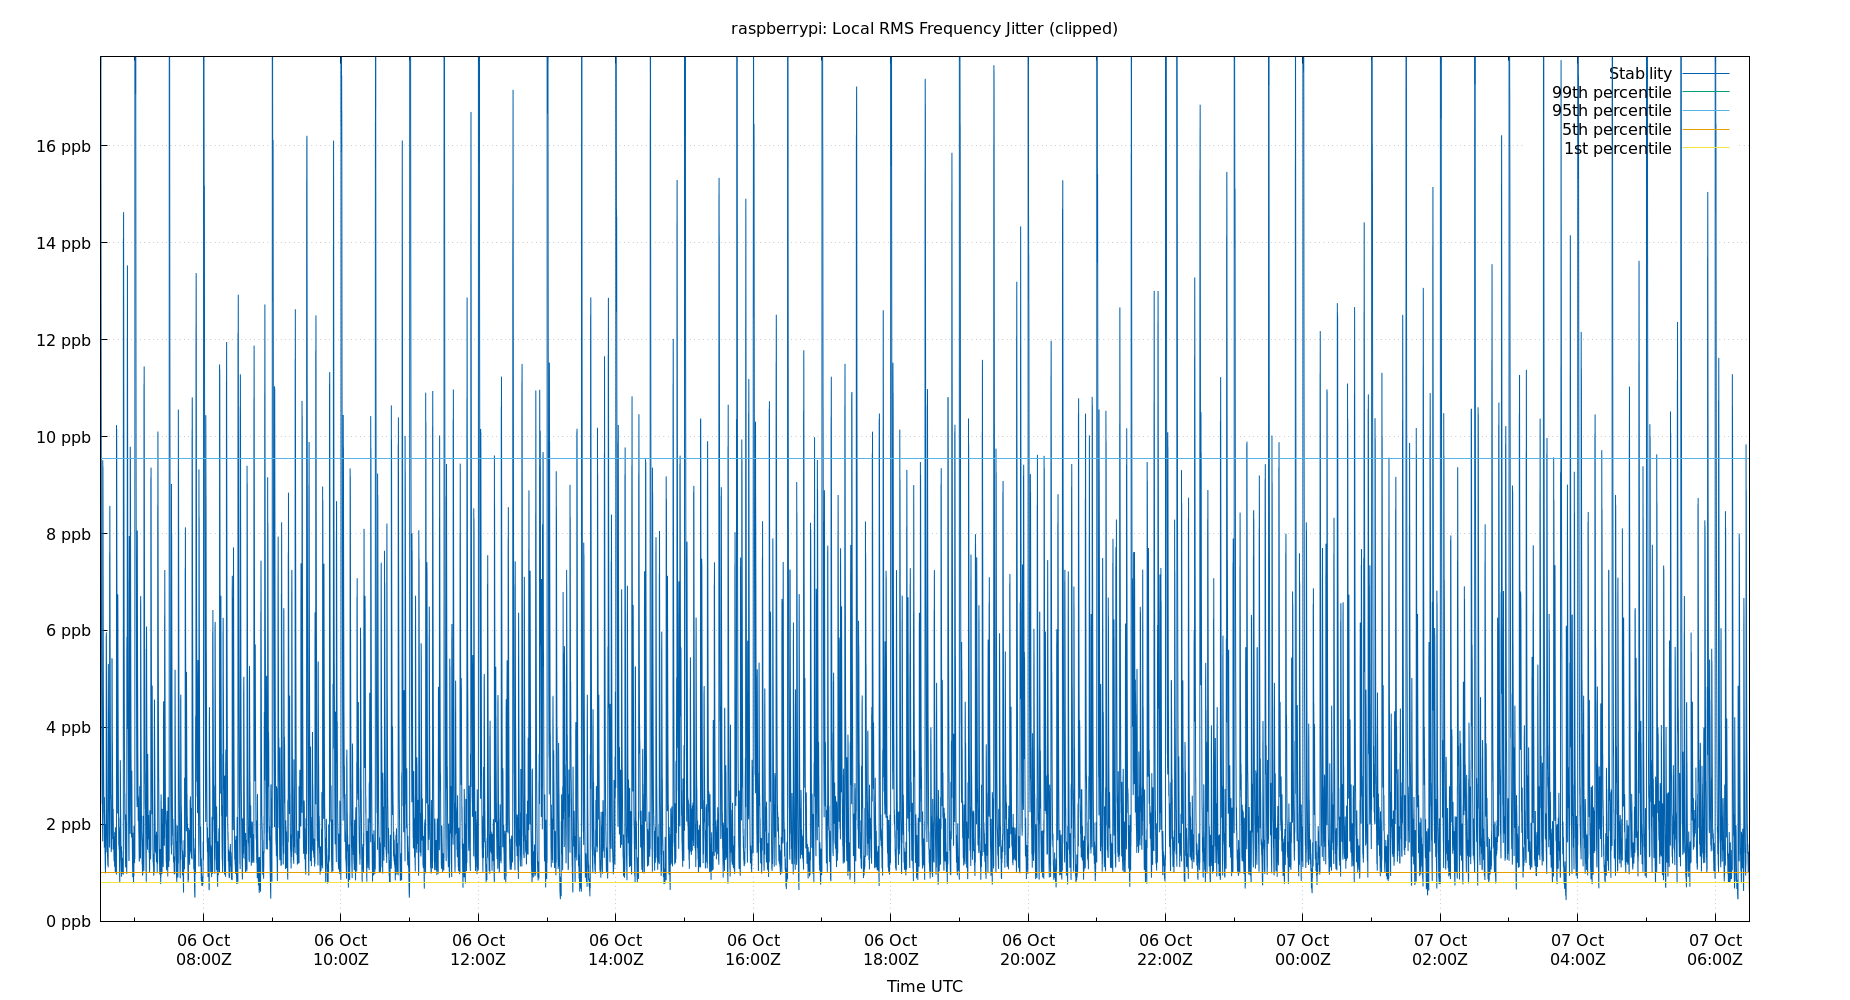 raspberrypi: Local RMS Frequency Jitter (clipped)
Stability
99th percentile
95th percentile
5th percentile
1st percentile
16 ppb
14 ppb
12 ppb
10 ppb
8 ppb
6 ppb
4 ppb
2 ppb
0 ppb
06 Oct 06 Oct 06 Oct 06 Oct 06 Oct 06 Oct 06 Oct 06 Oct 07 Oct 07 Oct 07 Oct 07 Oct
08:00Z 10:00Z 12:00Z 14:00Z 16:00Z 18:00Z 20:00Z 22:00Z 00:00Z 02:00Z 04:00Z 06:00Z
Time UTC